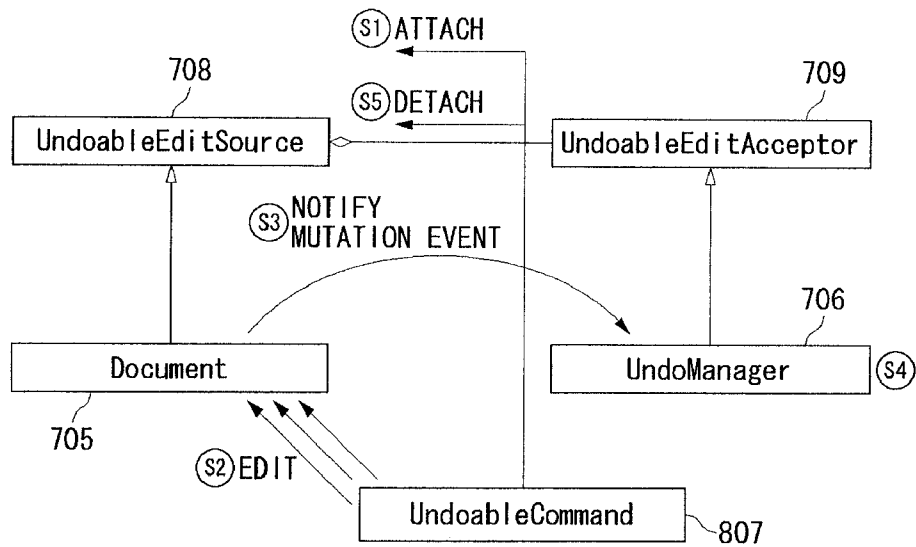 S1 ATTACH
708
709
S5 DETACH
UndoableEditSource
UndoableEditAcceptor
S3 NOTIFY
MUTATION EVENT
706
Document
UndoManager
S4
705
S2 EDIT
UndoableCommand
807